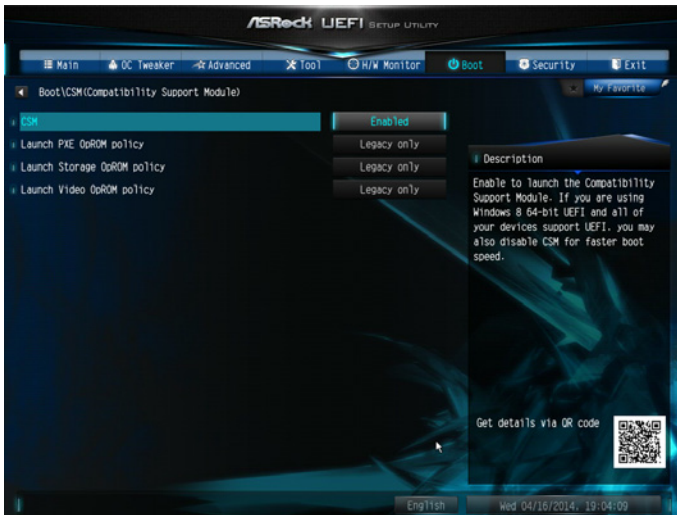 ASRock UEFI SETUP UTILITY
Main OC Tweaker Advanced Tool H/W Monitor Boot Security Exit
Boot\CSM(Compatibility Support Module)
My Favorite
CSM Enabled
Launch PXE OpROM policy Legacy only
Launch Storage OpROM policy Legacy only
Launch Video OpROM policy Legacy only
Description
Enable to launch the Compatibility
Support Module. If you are using
Windows 8 64-bit UEFI and all of
your devices support UEFI. you may
also disable CSM for faster boot
speed.
Get details via QR code
English
Wed 04/16/2014. 19:04:09